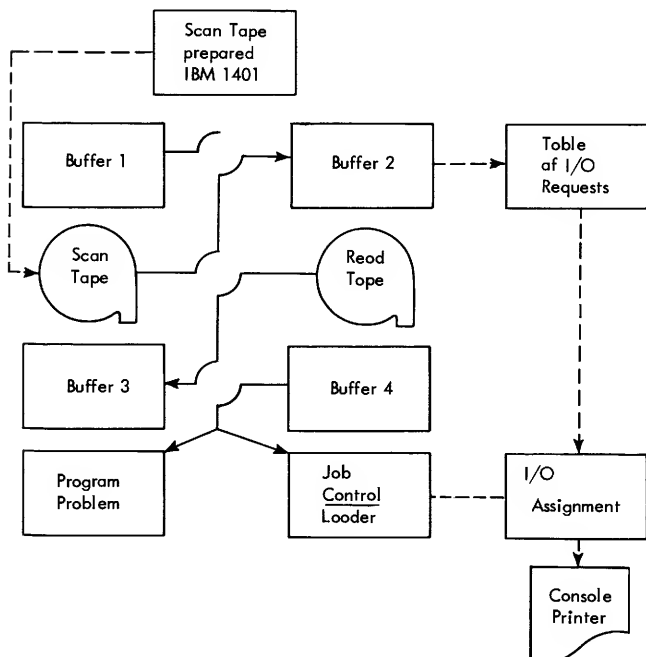 Scan Tape
prepared
IBM 1401
Buffer 1
Buffer 2
Toble
af I/O
Requests
Scan
Tape
Reod
Tope
Buffer 3
Buffer 4
Program
Problem
Job
Control
Looder
I/O
Assignment
Console
Printer